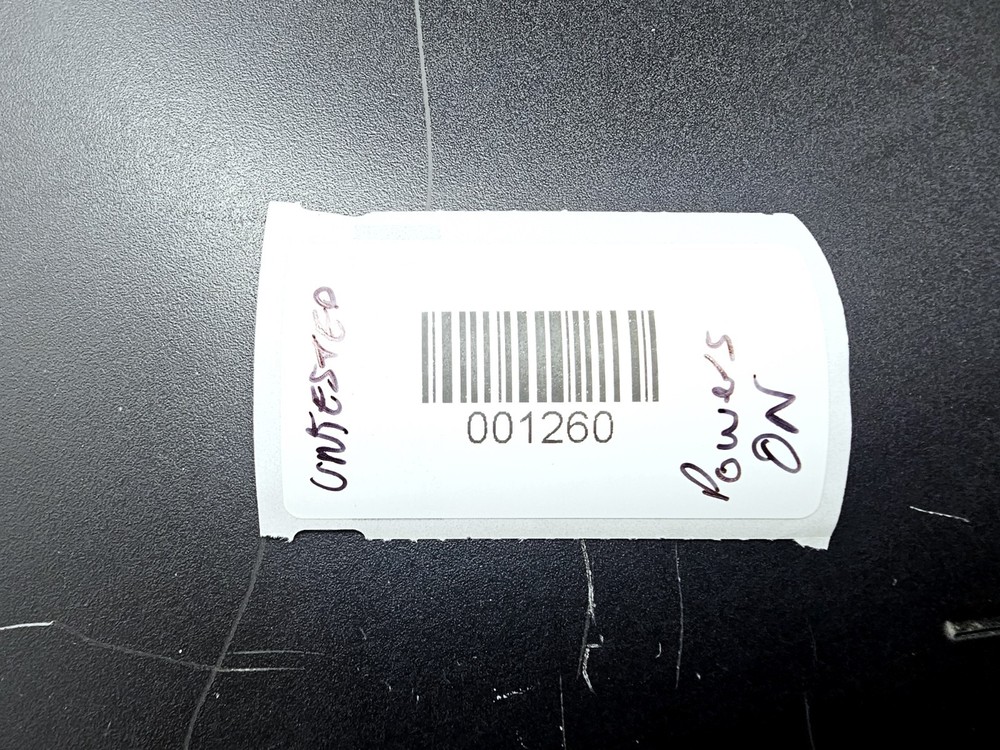 UNTESTED
001260
Powers
ON